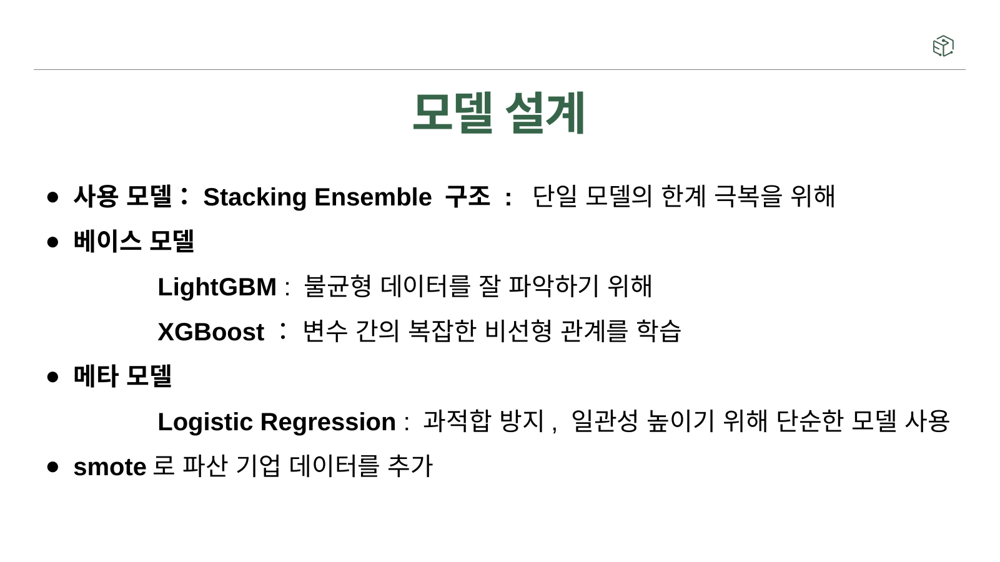 모델 설계
● 사용 모델 : Stacking Ensemble 구조 : 단일 모델의 한계 극복을 위해
● 베이스 모델
LightGBM : 불균형 데이터를 잘 파악하기 위해
XGBoost : 변수 간의 복잡한 비선형 관계를 학습
● 메타 모델
Logistic Regression : 과적합 방지 , 일관성 높이기 위해 단순한 모델 사용
● smote 로 파산 기업 데이터를 추가